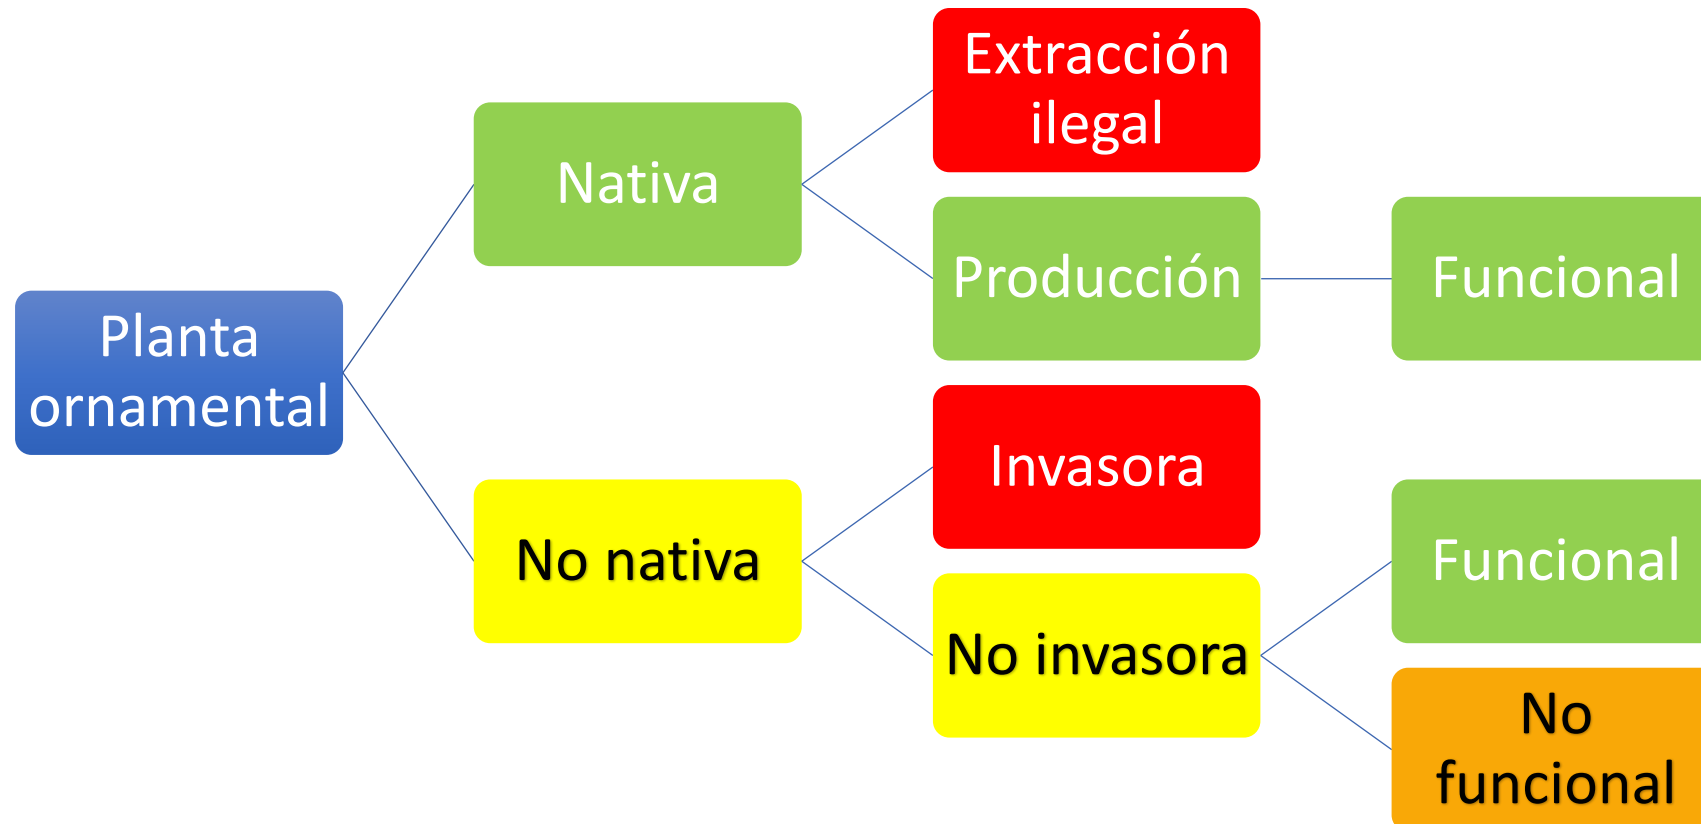 Extracción
ilegal
Nativa
Producción
Funcional
Planta
ornamental
Invasora
No nativa
Funcional
No invasora
No
funcional